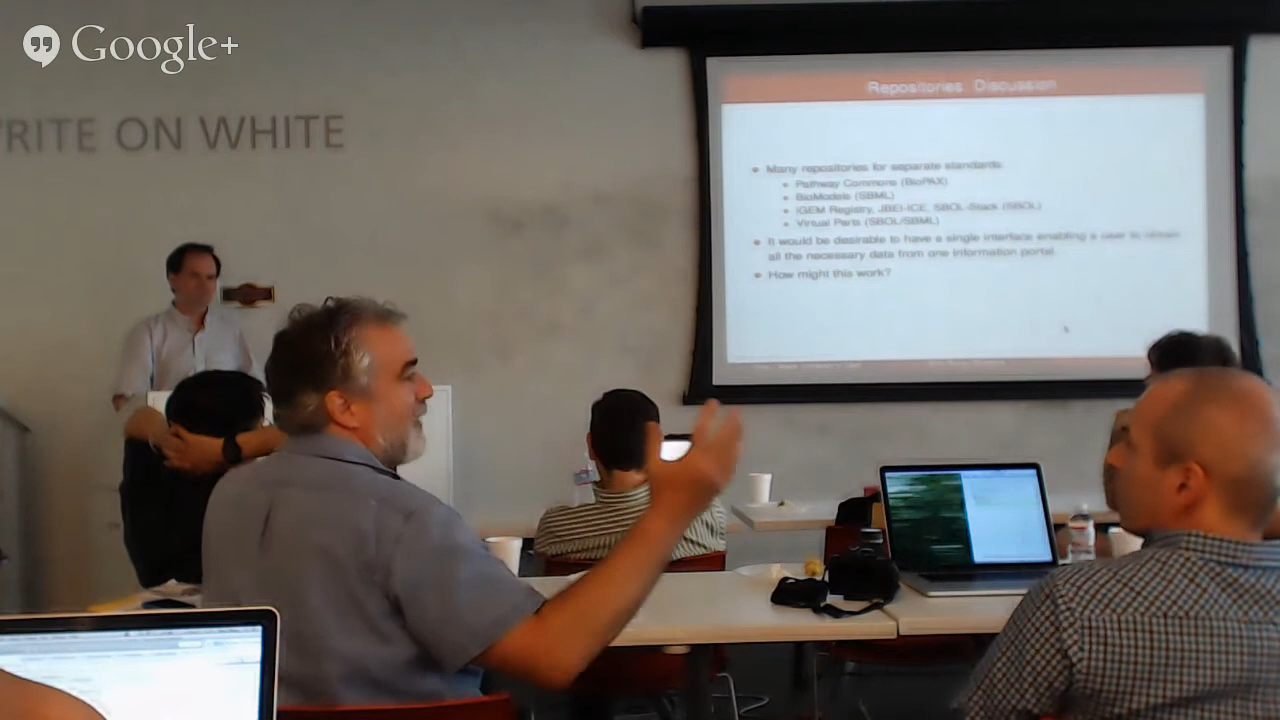 Google+
RITE ON WHITE
Repositories: Discussion
Many repositories for separate standards:
Pathway Commons (BioPAX)
BioModels (SBML)
iGEM Registry, JBEI-ICE, SBOL-Stack (SBOL)
Virtual Parts (SBOL/SBML)
It would be desirable to have a single interface enabling a user to obtain
all the necessary data from one information portal.
How might this work?